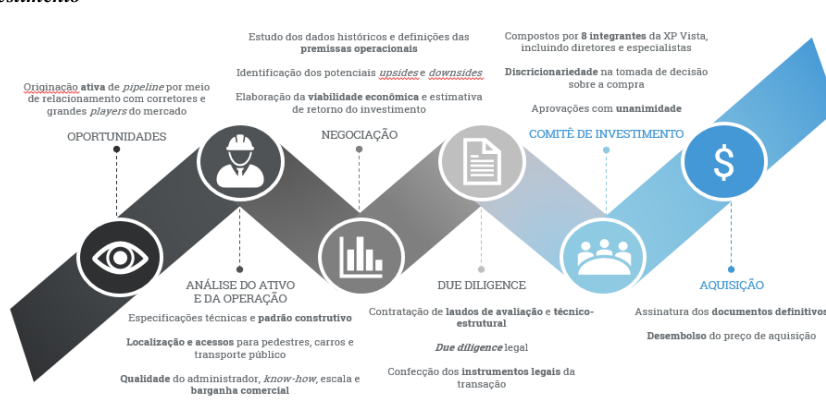 Estudo dos dados históricos e definições das
premissas operacionais
Identificação dos potenciais upsides e downsides
Elaboração da viabilidade econômica e estimativa
de retorno do investimento
NEGOCIAÇÃO
Compostos por 8 integrantes da XP Vista,
incluindo diretores e especialistas
Discricionariedade na tomada de decisão
sobre a compra
Aprovações com unanimidade
COMITÊ DE INVESTIMENTO
Originação ativa de pipeline por meio
de relacionamento com corretores e
grandes players do mercado
OPORTUNIDADES
$
ANÁLISE DO ATIVO
E DA OPERAÇÃO
Especificações técnicas e padrão construtivo
Localização e acessos para pedestres, carros e
transporte público
Qualidade do administrador, know-how, escala e
barganha comercial
DUE DILIGENCE
Contratação de laudos de avaliação e técnico-
estrutural
Due diligence legal
Confecção dos instrumentos legais da
transação
AQUISIÇÃO
Assinatura dos documentos definitivos
Desembolso do preço de aquisição